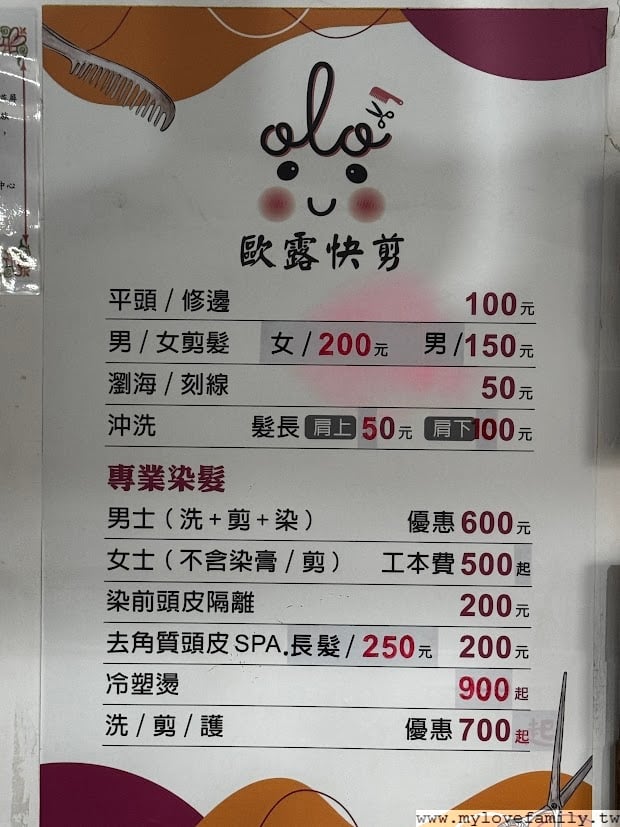 olo
歐露快剪
平頭/修邊 100元
男/女剪髮 女/200元 男/150元
瀏海/刻線 50元
沖洗 髮長 肩上 50元 肩下 100元
專業染髮
男士(洗+剪+染) 優惠600元
女士(不含染膏/剪) 工本費500起
染前頭皮隔離 200元
去角質頭皮SPA.長髮/250元 200元
冷塑燙 900起
洗/剪/護 優惠700起
www.mylovefamily.tw